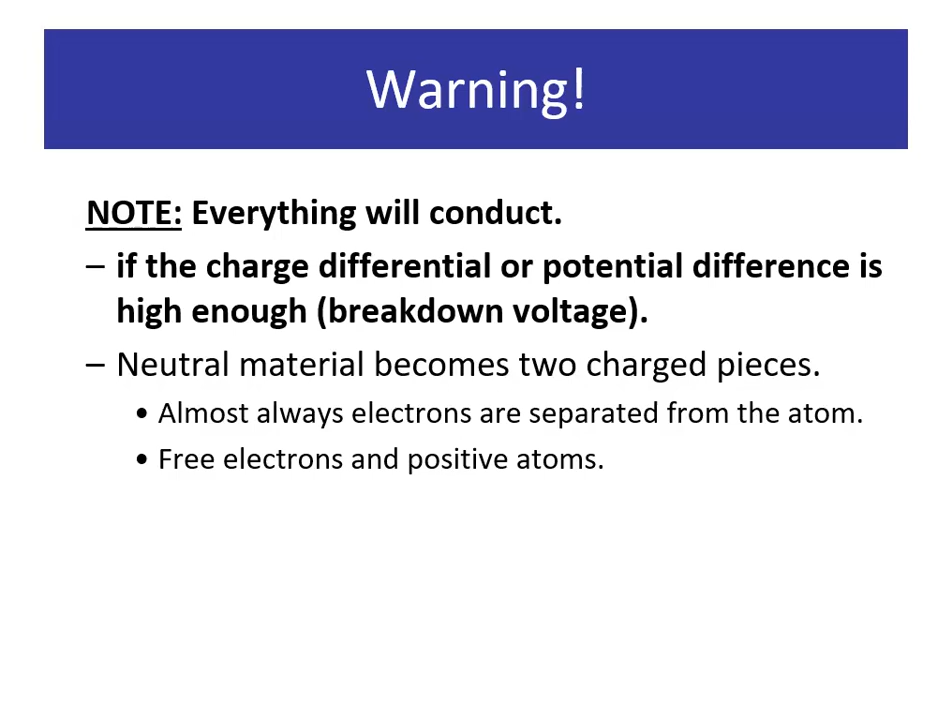 Warning!
NOTE: Everything will conduct.
– if the charge differential or potential difference is
high enough (breakdown voltage).
– Neutral material becomes two charged pieces.
• Almost always electrons are separated from the atom.
• Free electrons and positive atoms.